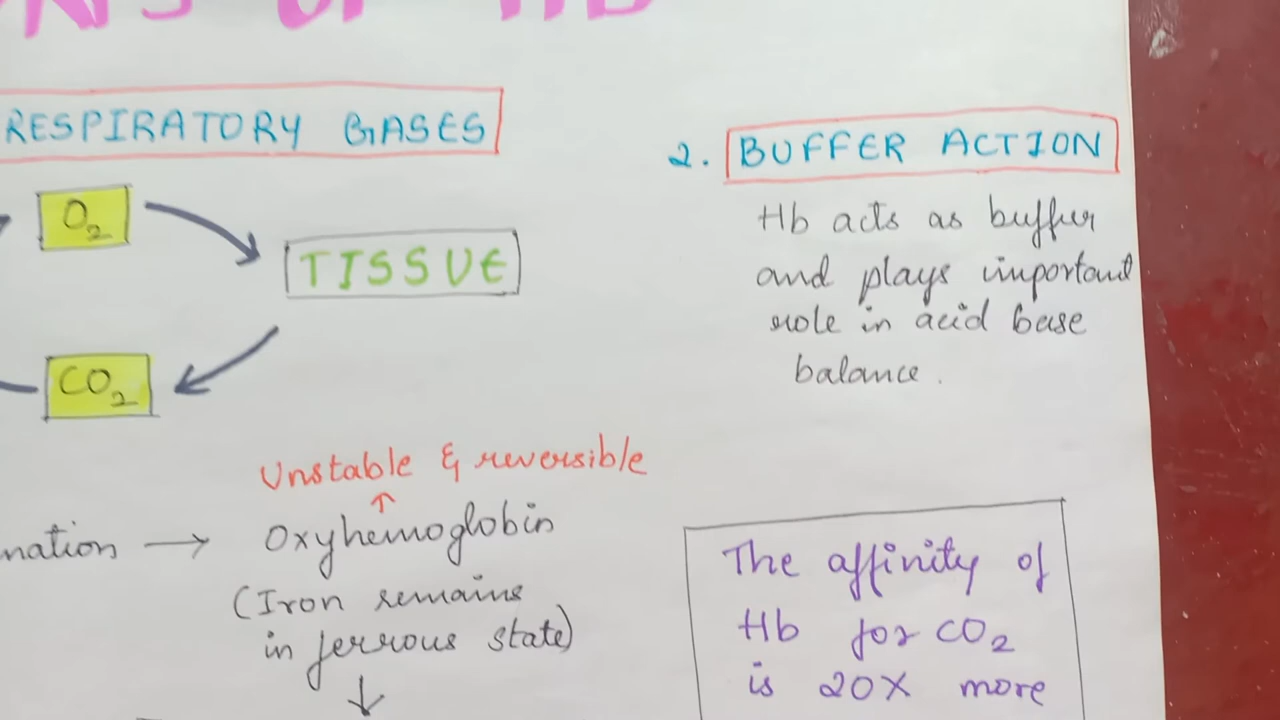 OF HB
RESPIRATORY GASES
O2
TISSUE
CO2
2. BUFFER ACTION
Hb acts as buffer
and plays important
role in acid base
balance.
Unstable & reversible
↑
nation → Oxyhemoglobin
(Iron remains
in ferrous state)
↓
The affinity of
Hb for CO2
is 20X more